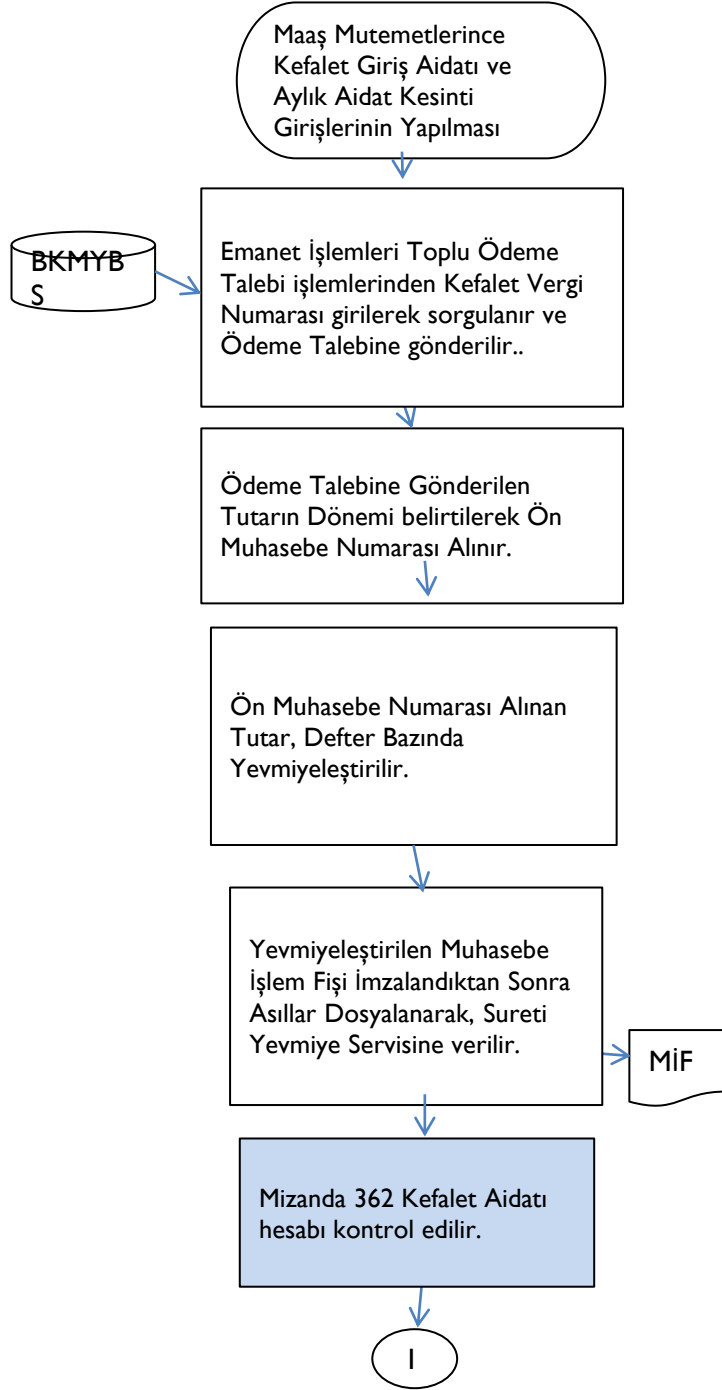 Maaş Mutemetlerince
Kefalet Giriş Aidatı ve
Aylık Aidat Kesinti
Girişlerinin Yapılması
BKMYB
S
Emanet İşlemleri Toplu Ödeme
Talebi işlemlerinden Kefalet Vergi
Numarası girilerek sorgulanır ve
Ödeme Talebine gönderilir..
Ödeme Talebine Gönderilen
Tutarın Dönemi belirtilerek Ön
Muhasebe Numarası Alınır.
Ön Muhasebe Numarası Alınan
Tutar, Defter Bazında
Yevmiyeleştirilir.
Yevmiyeleştirilen Muhasebe
İşlem Fişi İmzalandıktan Sonra
Asıllar Dosyalanarak, Sureti
Yevmiye Servisine verilir.
MİF
Mizanda 362 Kefalet Aidatı
hesabı kontrol edilir.
I